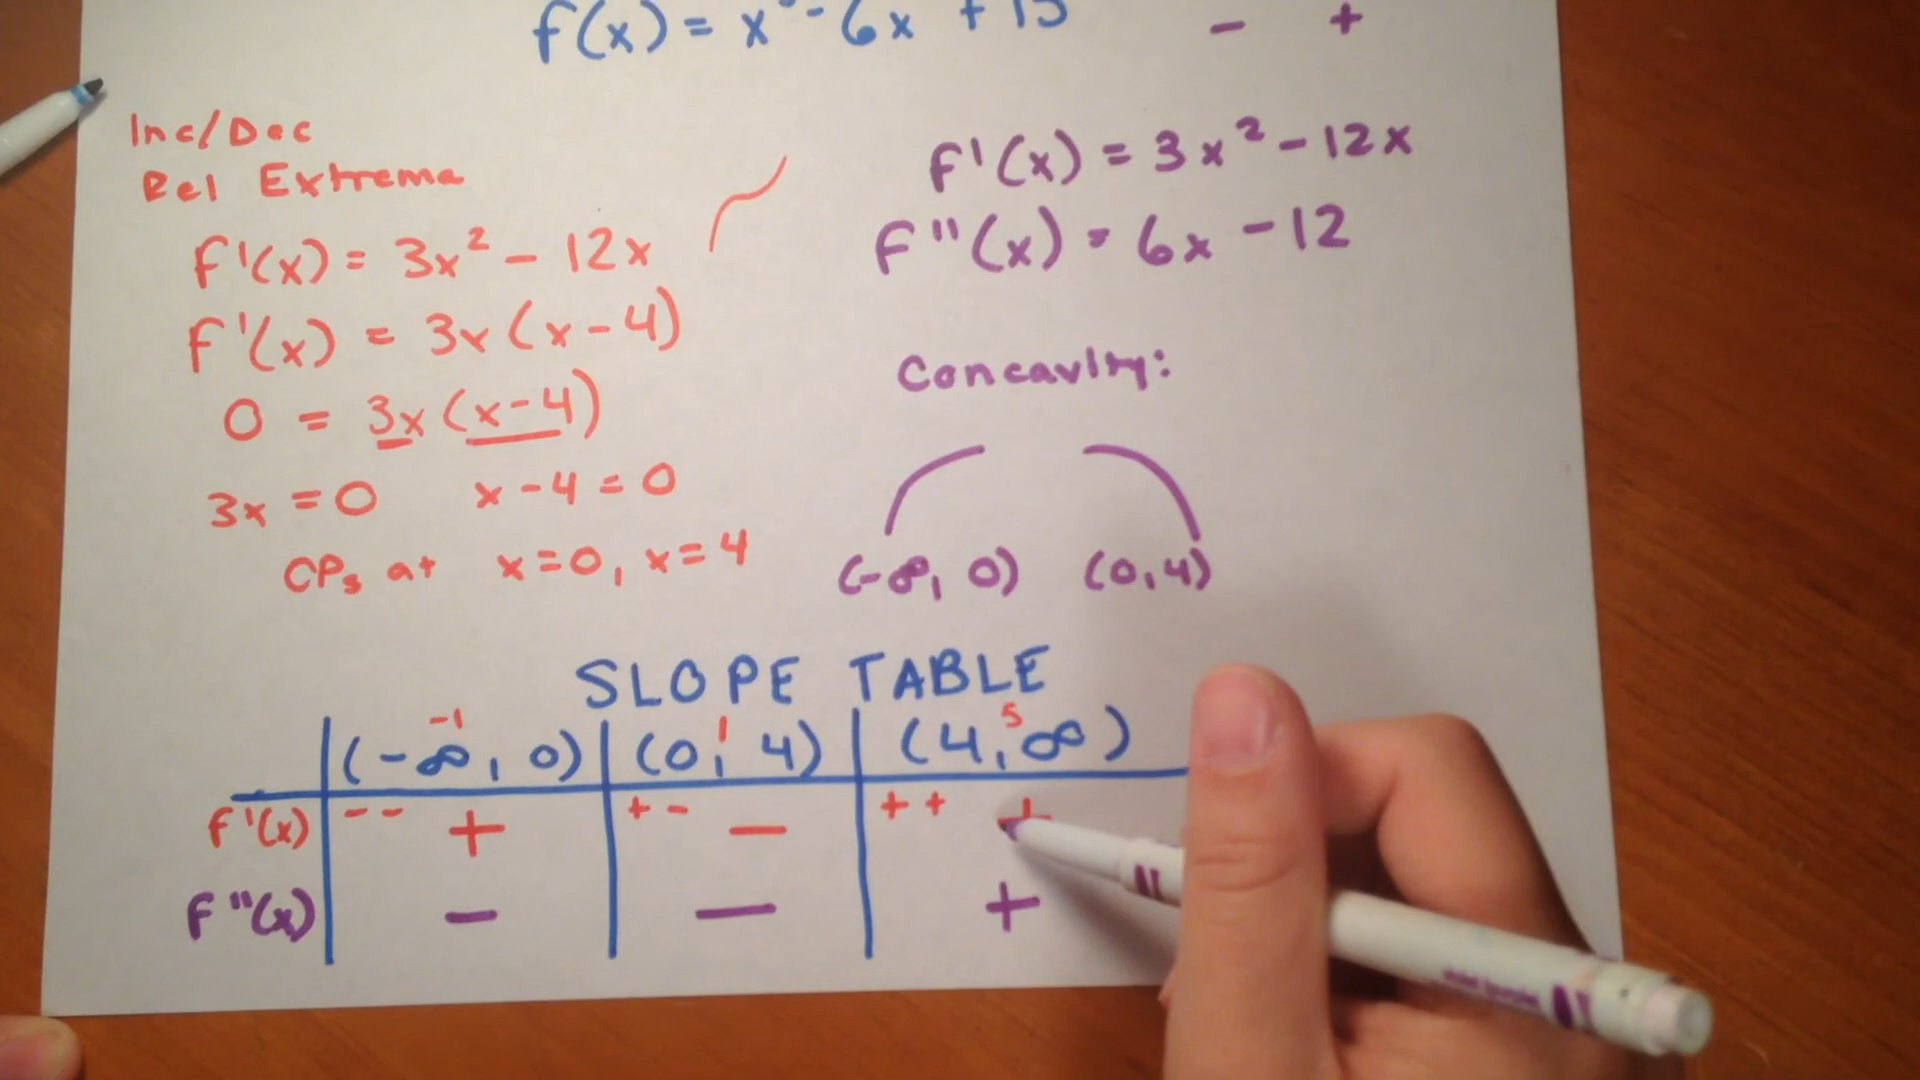 f(x) = x³ - 6x + 15
- +
Inc/Dec
Rel Extrema
f'(x) = 3x² - 12x
f'(x) = 3x(x-4)
0 = 3x(x-4)
3x = 0 x-4 = 0
CPs at x=0, x=4
f'(x) = 3x² - 12x
f''(x) = 6x - 12
Concavity:
(-∞, 0) (0,4)
SLOPE TABLE
-1 1 5
(-∞, 0) (0, 4) (4, ∞)
f'(x) - - + + - - + + +
f''(x) - - +